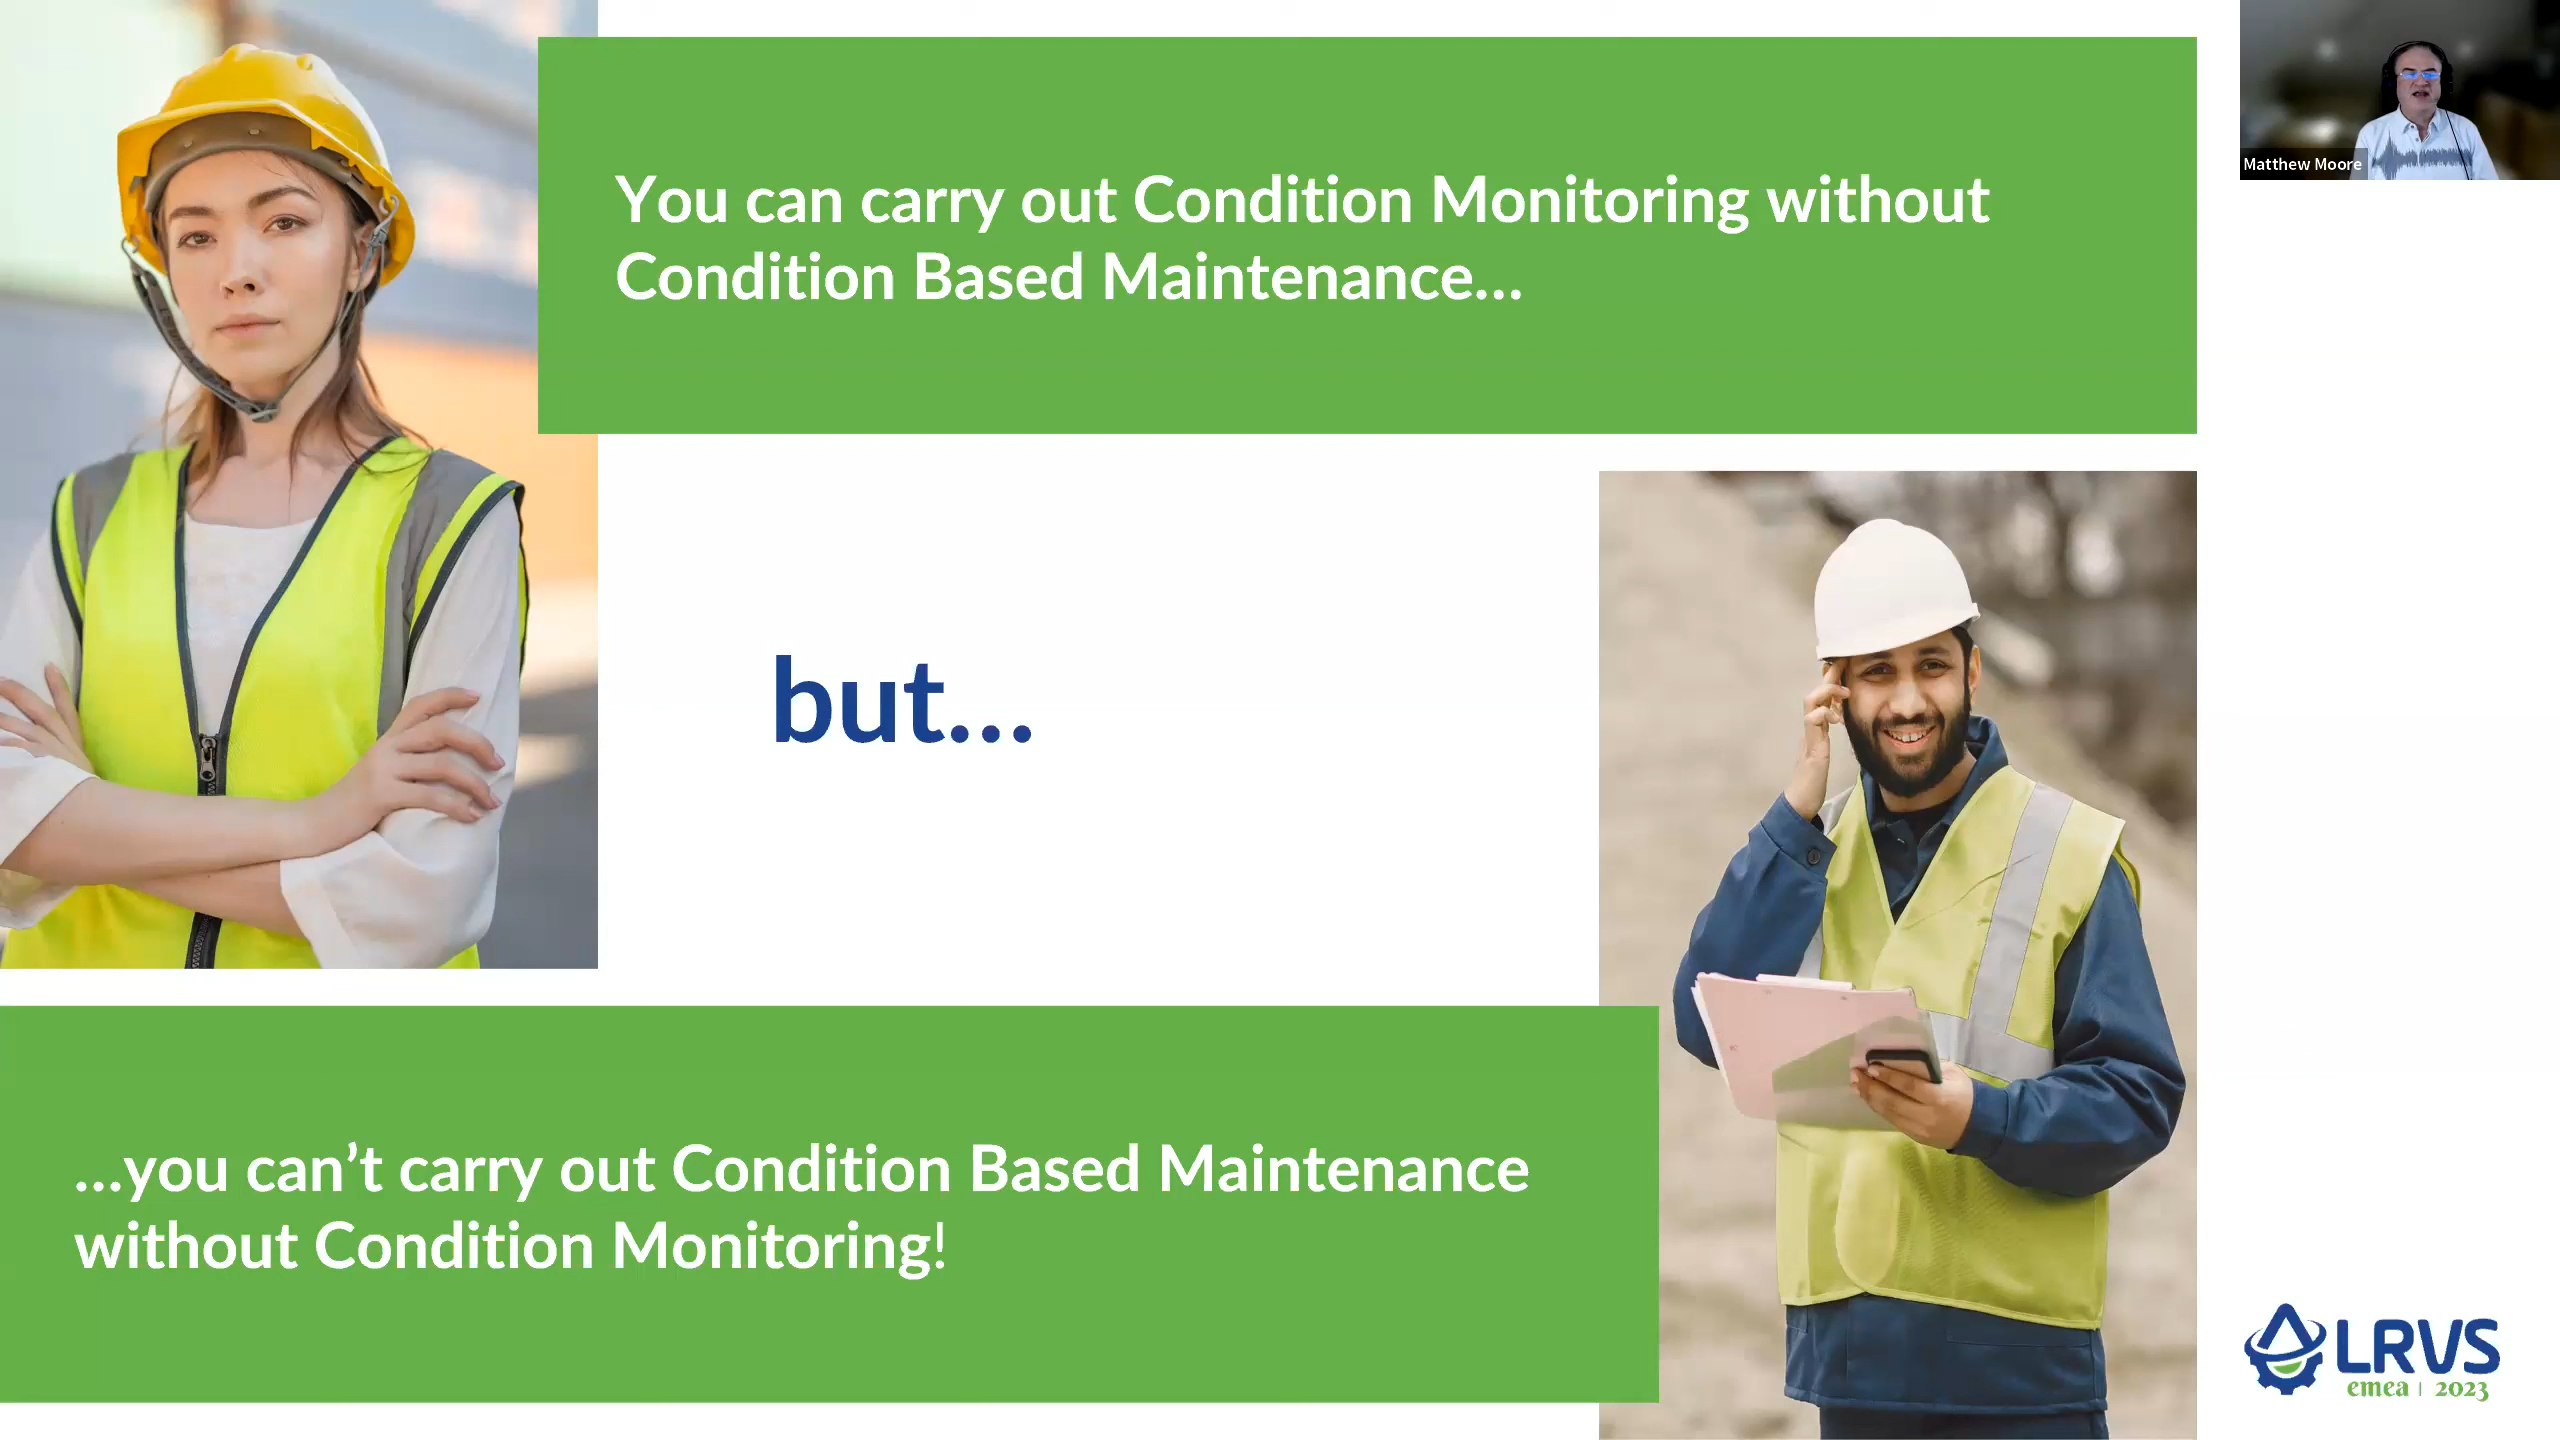 You can carry out Condition Monitoring without
Condition Based Maintenance...
Matthew Moore
but...
...you can’t carry out Condition Based Maintenance
without Condition Monitoring!
LRVS
emea | 2023